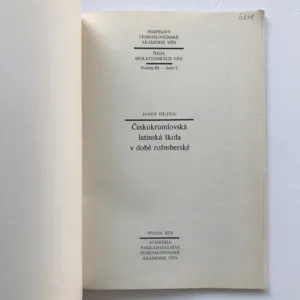 ROZPRAVY
ČESKOSLOVENSKÉ
AKADEMIE VĚD
ŘADA
SPOLEČENSKÝCH VĚD
JOSEF HEJNIC
Českokrumlovská
latinská škola
v době rožmberské
PRAHA 1972
ACADEMIA
NAKLADATELSTVÍ
ČESKOSLOVENSKÉ
AKADEMIE VĚD